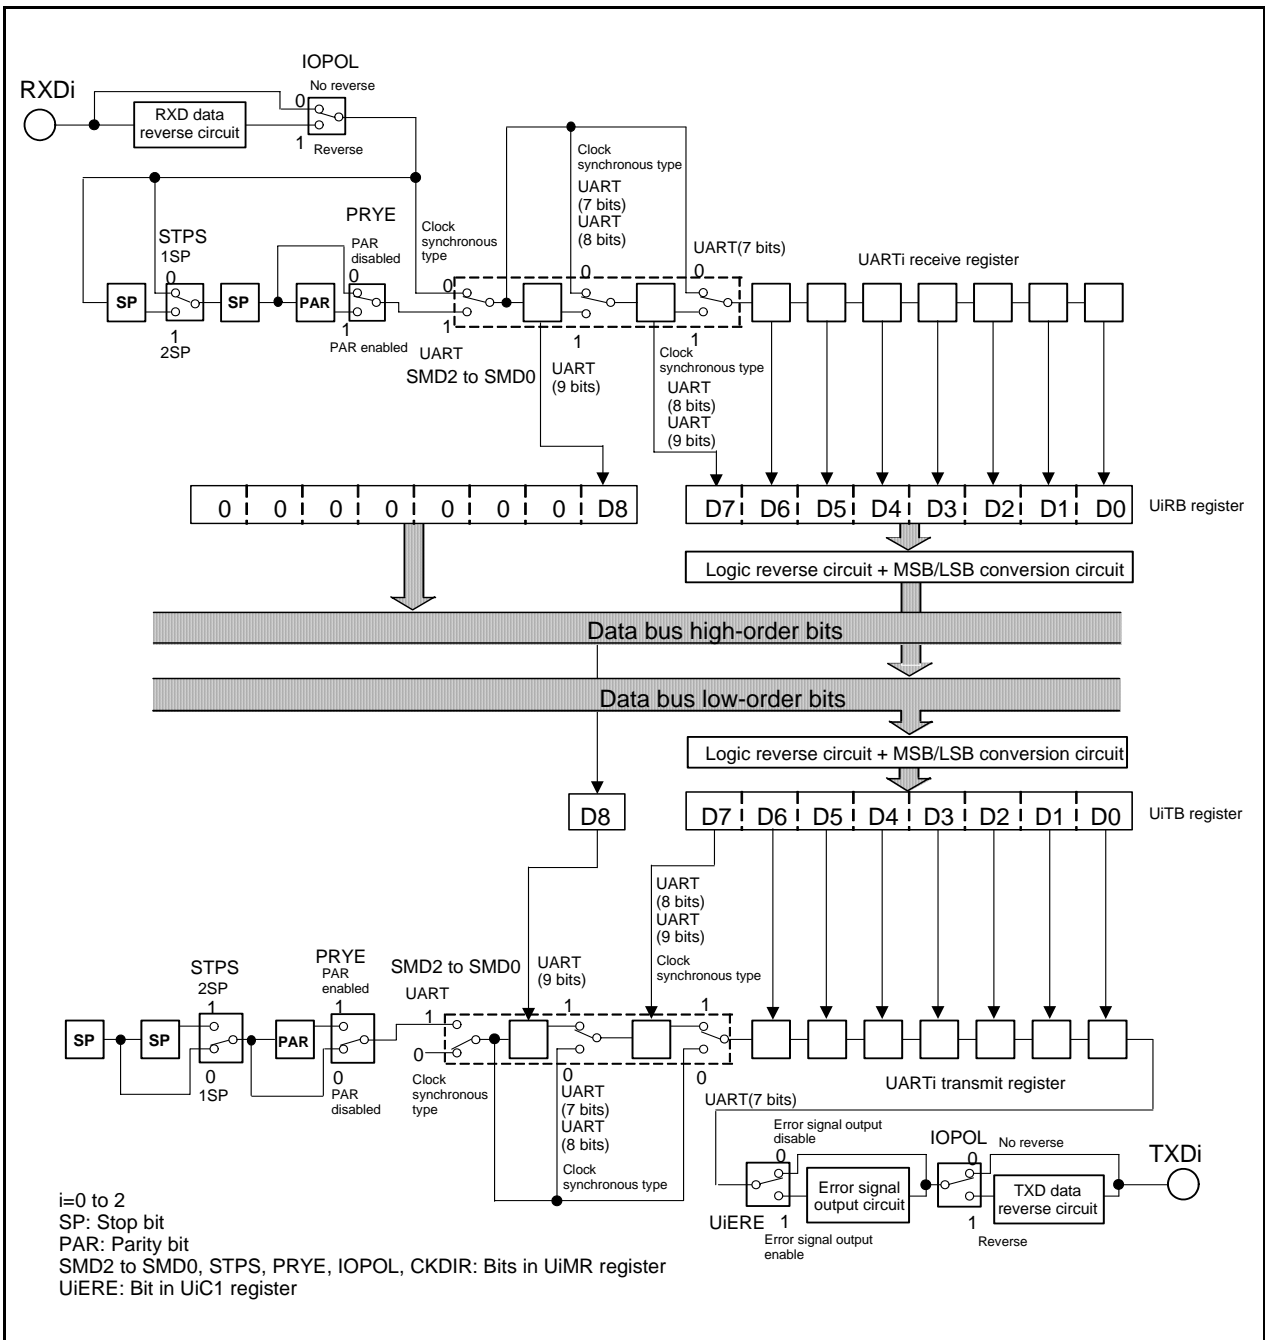 IOPOL
No reverse
RXDi
0
RXD data
reverse circuit
1
Reverse
Clock
synchronous type
UART
(7 bits)
UART
(8 bits)
PRYE
STPS
1SP
0
PAR
disabled
0
Clock
synchronous
type
UART(7 bits)
0
0
0
UARTi receive register
SP
SP
PAR
1
2SP
1
PAR enabled
1
UART
SMD2 to SMD0
1
UART
(9 bits)
1
Clock
synchronous type
UART
(8 bits)
UART
(9 bits)
0 0 0 0 0 0 0 D8
D7 D6 D5 D4 D3 D2 D1 D0
UiRB register
Logic reverse circuit + MSB/LSB conversion circuit
Data bus high-order bits
Data bus low-order bits
Logic reverse circuit + MSB/LSB conversion circuit
D8
D7 D6 D5 D4 D3 D2 D1 D0
UiTB register
UART
(8 bits)
UART
(9 bits)
Clock
synchronous type
STPS
2SP
1
PRYE
PAR
enabled
1
SMD2 to SMD0
UART
1
UART
(9 bits)
1
1
SP
SP
PAR
0
1SP
0
PAR
disabled
0
Clock
synchronous
type
0
UART
(7 bits)
UART
(8 bits)
Clock
synchronous type
0
UART(7 bits)
UARTi transmit register
Error signal output
disable
0
IOPOL
0
No reverse
TXDi
Error signal
output circuit
TXD data
reverse circuit
UiERE
1
Error signal output
enable
1
Reverse
i=0 to 2
SP: Stop bit
PAR: Parity bit
SMD2 to SMD0, STPS, PRYE, IOPOL, CKDIR: Bits in UiMR register
UiERE: Bit in UiC1 register